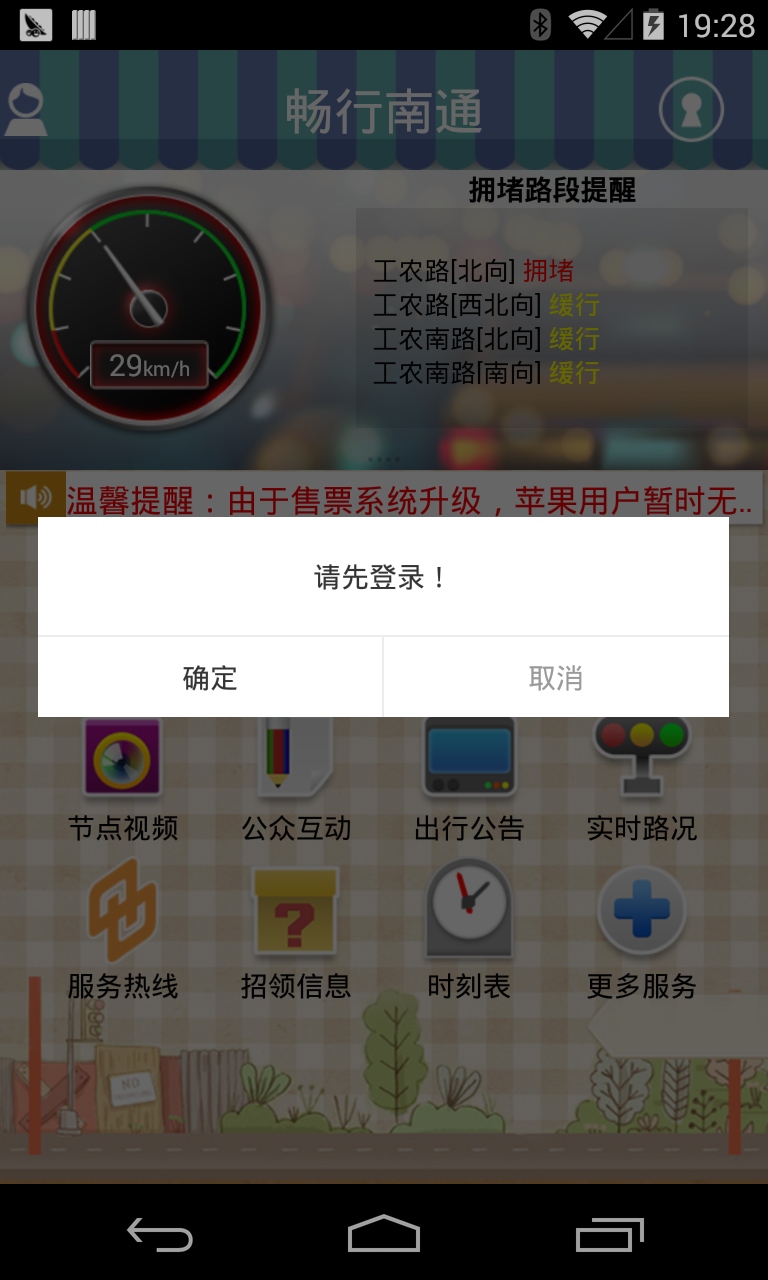 19:28
畅行南通
拥堵路段提醒
工农路[北向] 拥堵
工农路[西北向] 缓行
工农南路[北向] 缓行
工农南路[南向] 缓行
29km/h
温馨提醒：由于售票系统升级，苹果用户暂时无..
请先登录！
确定 取消
节点视频 公众互动 出行公告 实时路况
?
服务热线 招领信息 时刻表 更多服务
NO